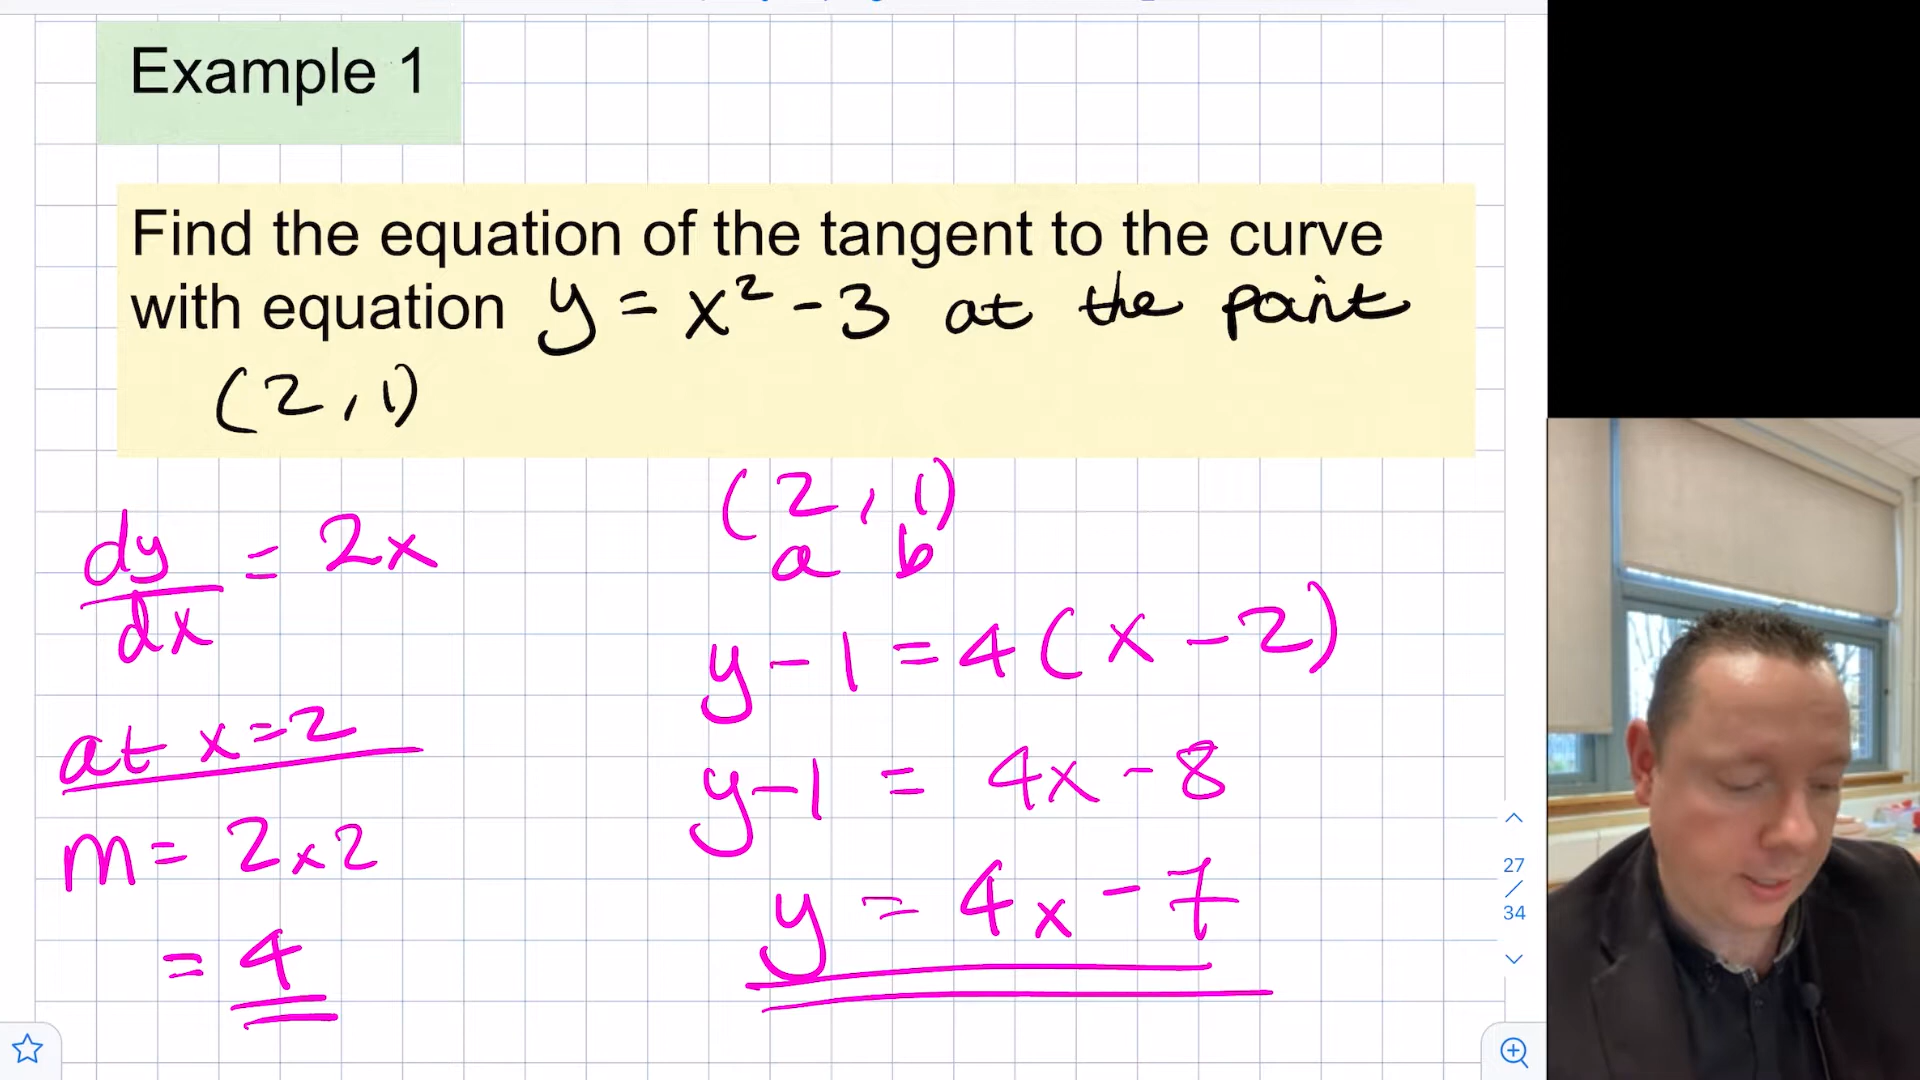 Example 1
Find the equation of the tangent to the curve
with equation y = x² - 3 at the point
(2, 1)
dy/dx = 2x
at x=2
m = 2x2
= 4
(2, 1)
a b
y - 1 = 4(x - 2)
y - 1 = 4x - 8
y = 4x - 7
27
/
34